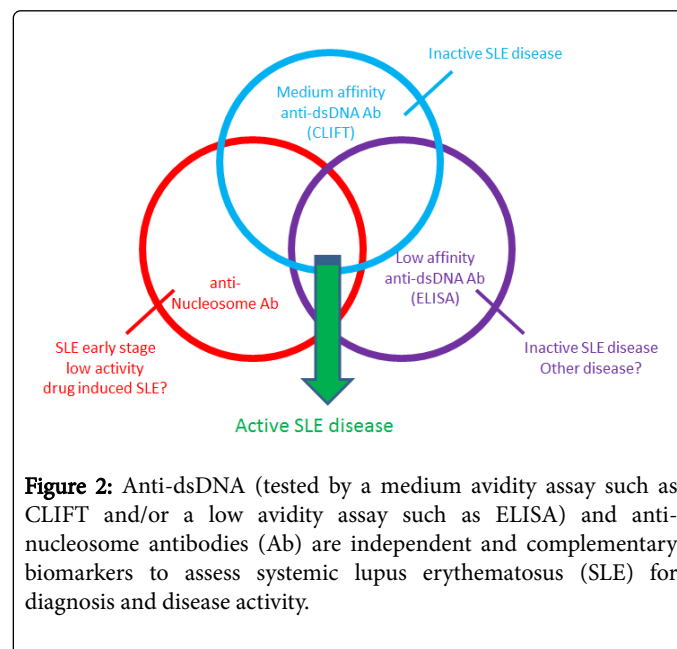 Inactive SLE disease
Medium affinity
anti-dsDNA Ab
(CLIFT)
Low affinity
anti-dsDNA Ab
(ELISA)
anti-
Nucleosome Ab
SLE early stage
low activity
drug induced SLE?
Inactive SLE disease
Other disease?
Active SLE disease
Figure 2: Anti-dsDNA (tested by a medium avidity assay such as
CLIFT and/or a low avidity assay such as ELISA) and anti-
nucleosome antibodies (Ab) are independent and complementary
biomarkers to assess systemic lupus erythematosus (SLE) for
diagnosis and disease activity.